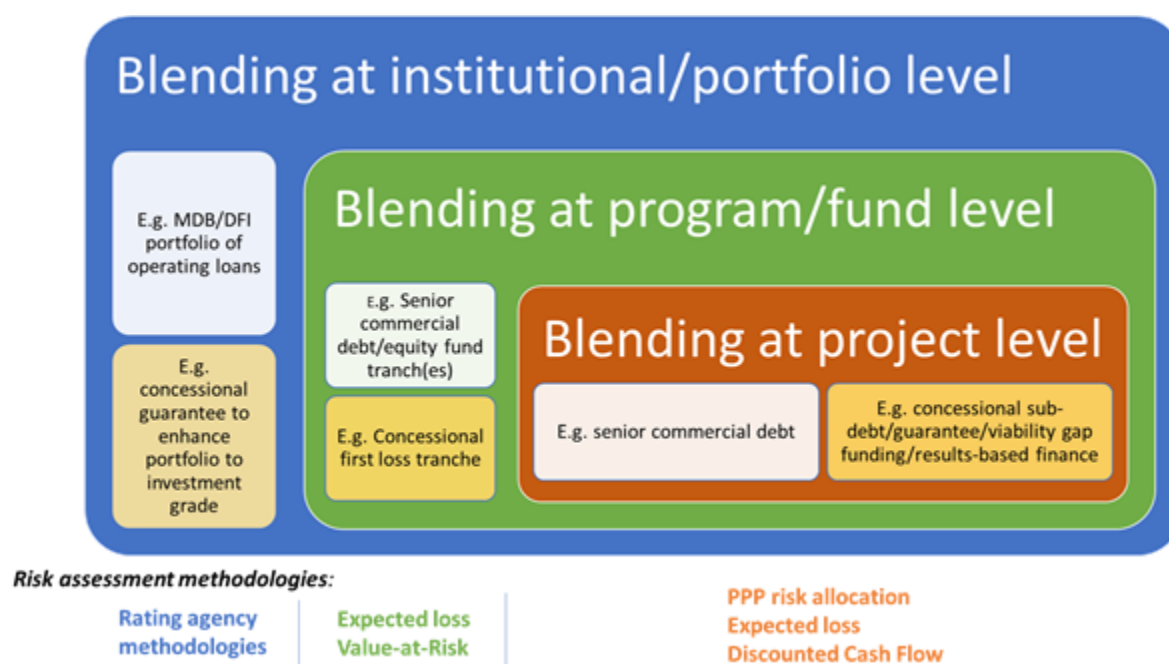 Blending at institutional/portfolio level
E.g. MDB/DFI
portfolio of
operating loans
E.g.
concessional
guarantee to
enhance
portfolio to
investment
grade
Blending at program/fund level
E.g. Senior
commercial
debt/equity fund
tranch(es)
E.g. Concessional
first loss tranche
Blending at project level
E.g. senior commercial debt
E.g. concessional sub-
debt/guarantee/viability gap
funding/results-based finance
Risk assessment methodologies:
Rating agency
methodologies
Expected loss
Value-at-Risk
PPP risk allocation
Expected loss
Discounted Cash Flow